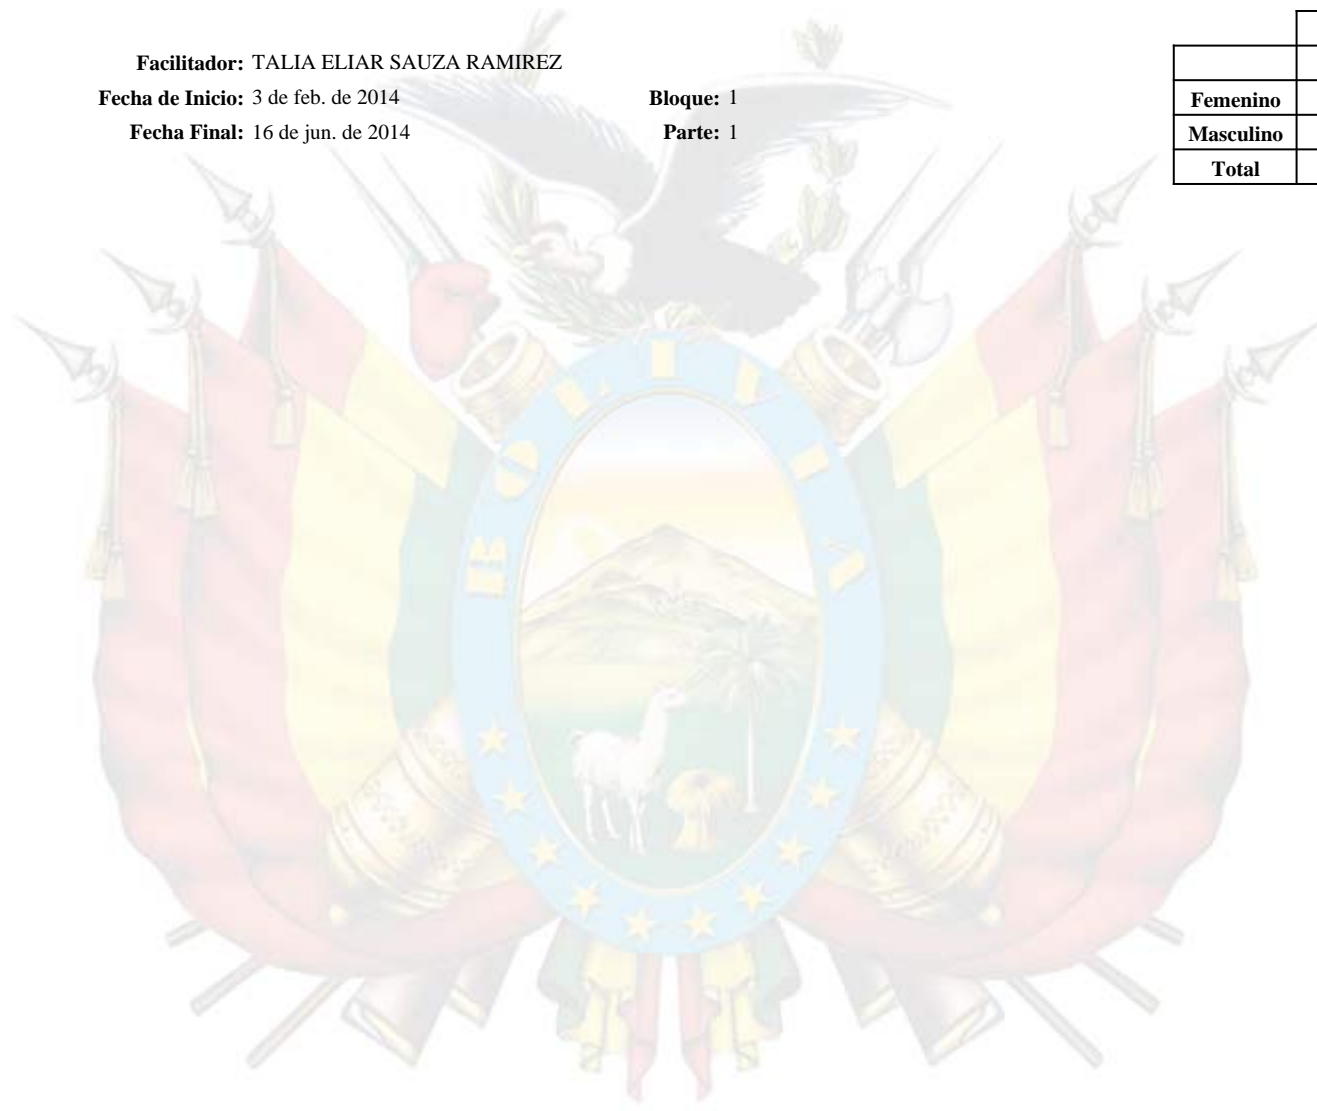 Facilitador: TALIA ELIAR SAUZA RAMIREZ
Fecha de Inicio: 3 de feb. de 2014 Bloque: 1
Fecha Final: 16 de jun. de 2014 Parte: 1
Femenino
Masculino
Total
BOLIVIA